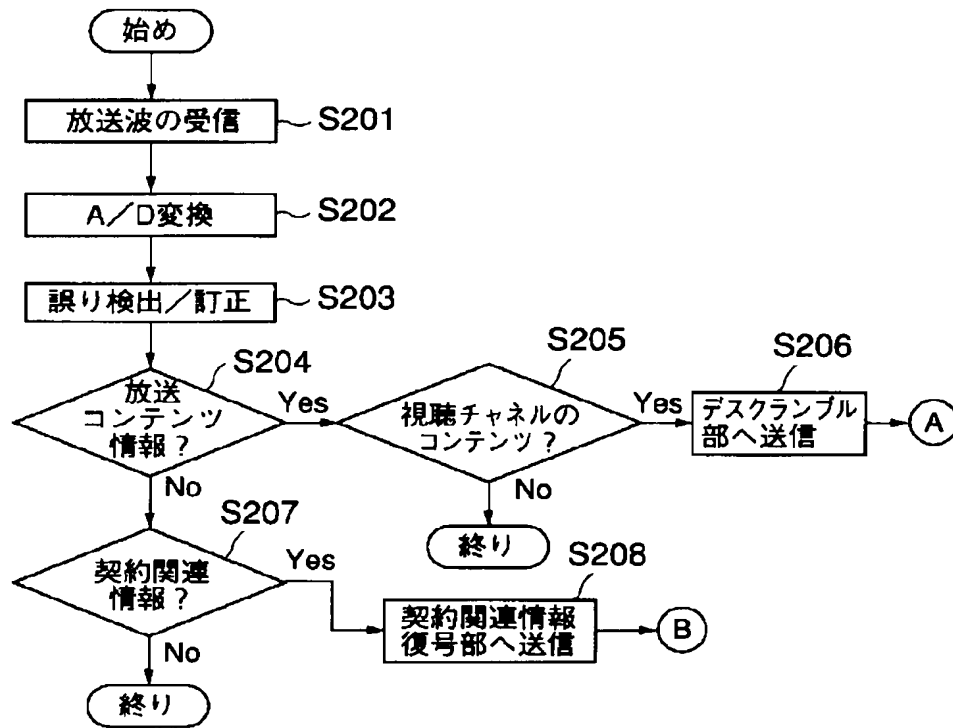 始め
放送波の受信
S201
A／D変換
S202
誤り検出／訂正
S203
S204
放送
コンテンツ
情報？
Yes
No
S205
視聴チャネルの
コンテンツ？
Yes
No
終り
S206
デスクランブル
部へ送信
A
S207
契約関連
情報？
Yes
No
終り
S208
契約関連情報
復号部へ送信
B